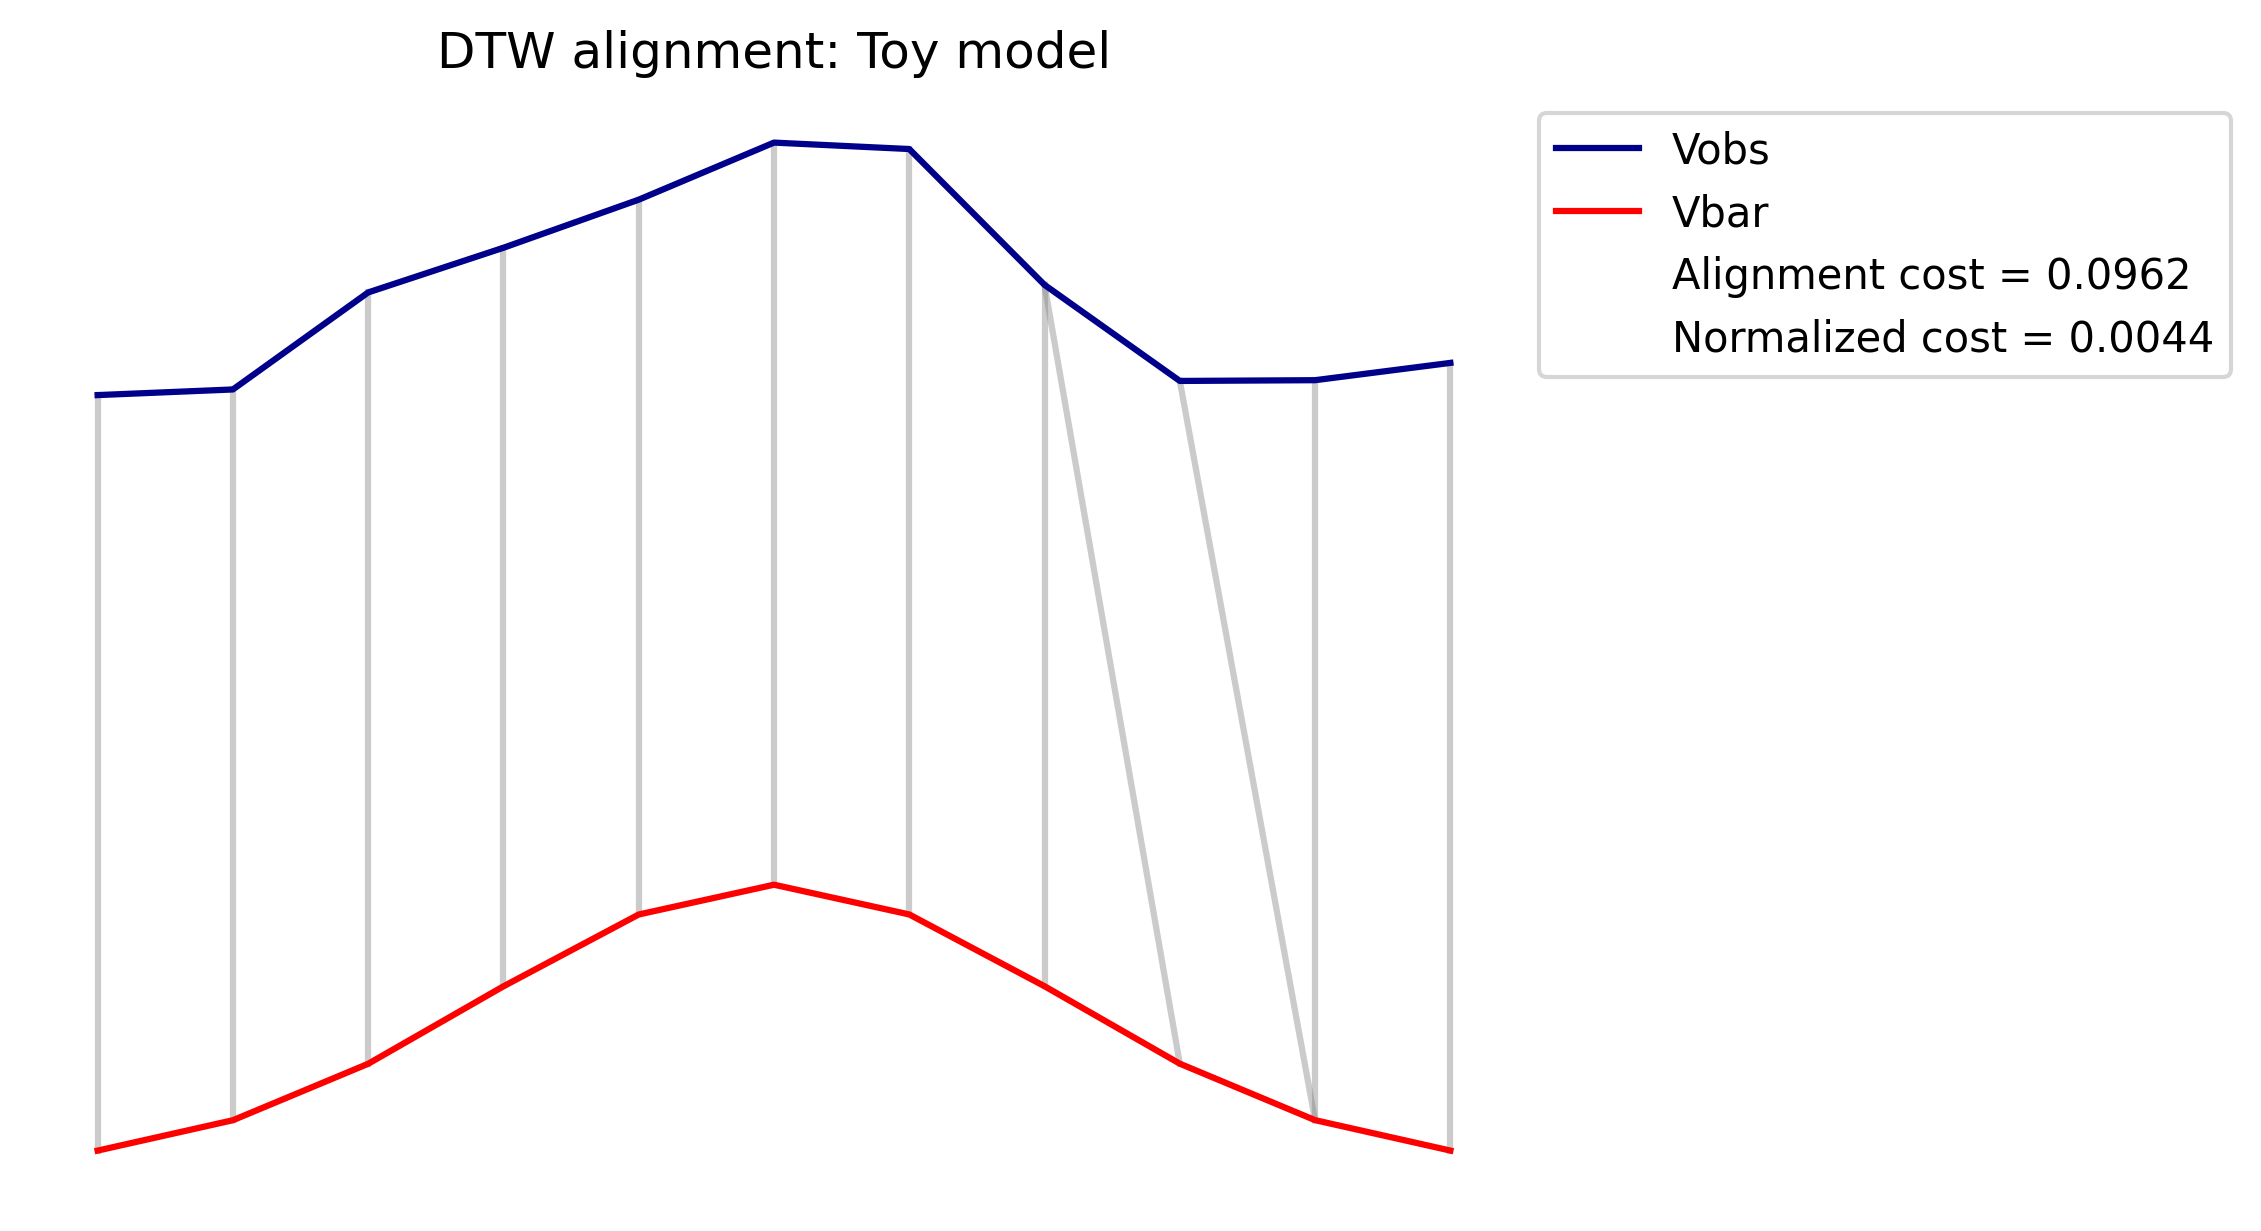 DTW alignment: Toy model
Vobs
Vbar
Alignment cost = 0.0962
Normalized cost = 0.0044